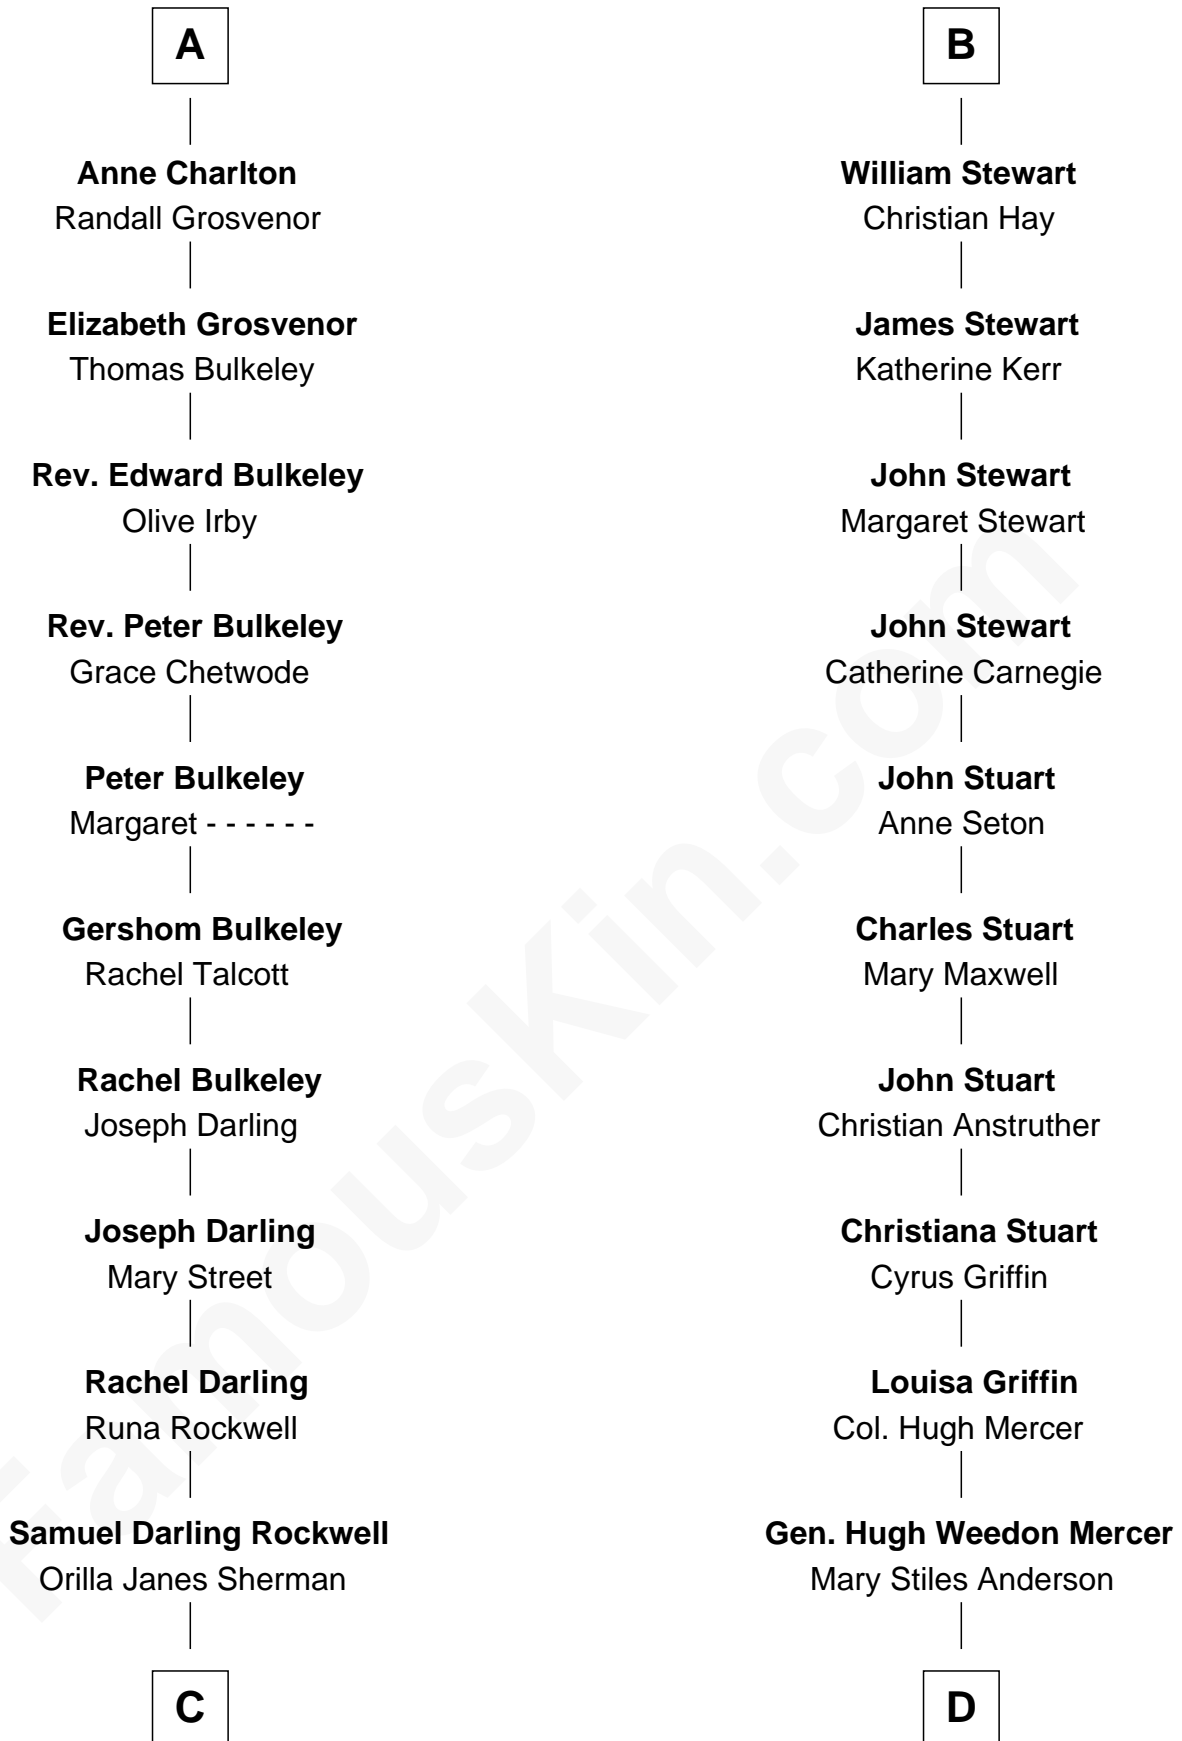 A
Anne Charlton
Randall Grosvenor
Elizabeth Grosvenor
Thomas Bulkeley
Rev. Edward Bulkeley
Olive Irby
Rev. Peter Bulkeley
Grace Chetwode
Peter Bulkeley
Margaret - - - - - -
Gershom Bulkeley
Rachel Talcott
Rachel Bulkeley
Joseph Darling
Joseph Darling
Mary Street
Rachel Darling
Runa Rockwell
Samuel Darling Rockwell
Orilla Janes Sherman
C
B
William Stewart
Christian Hay
James Stewart
Katherine Kerr
John Stewart
Margaret Stewart
John Stewart
Catherine Carnegie
John Stuart
Anne Seton
Charles Stuart
Mary Maxwell
John Stuart
Christian Anstruther
Christiana Stuart
Cyrus Griffin
Louisa Griffin
Col. Hugh Mercer
Gen. Hugh Weedon Mercer
Mary Stiles Anderson
D
FamousKin.com